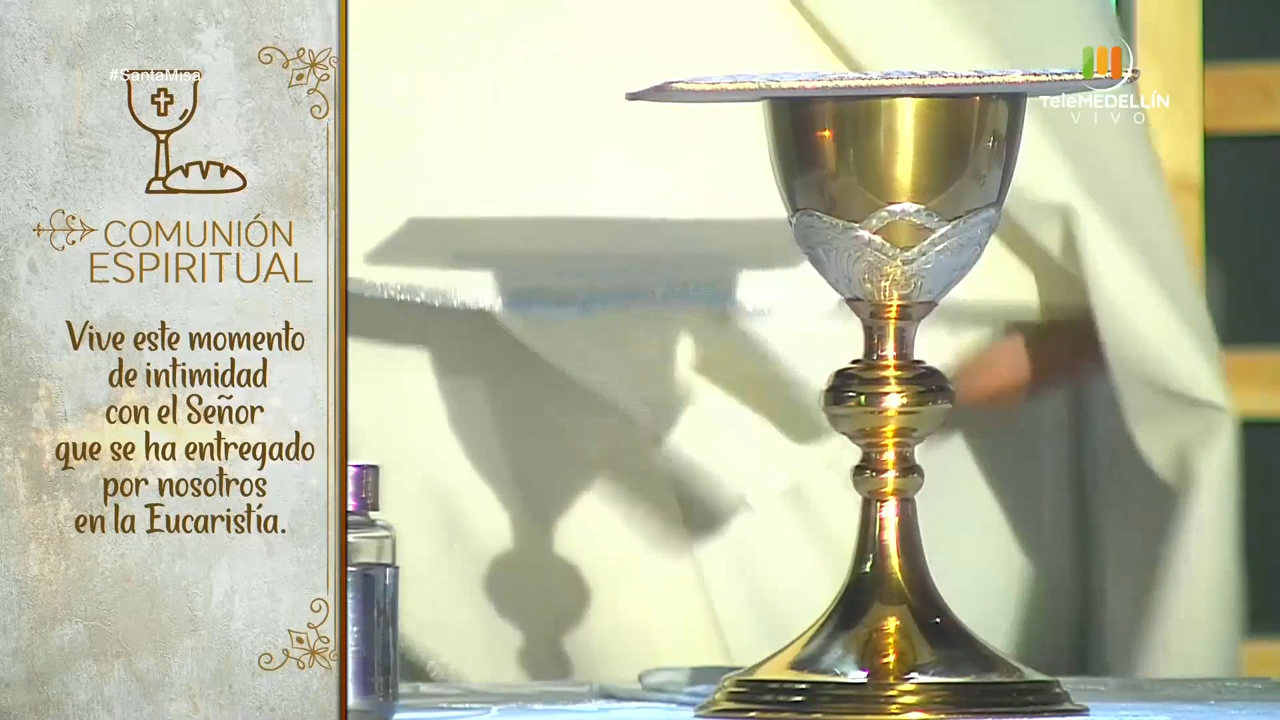 #SantaMisa
COMUNIÓN
ESPIRITUAL
Vive este momento
de intimidad
con el Señor
que se ha entregado
por nosotros
en la Eucaristía.
TeleMEDELLÍN
VIVO